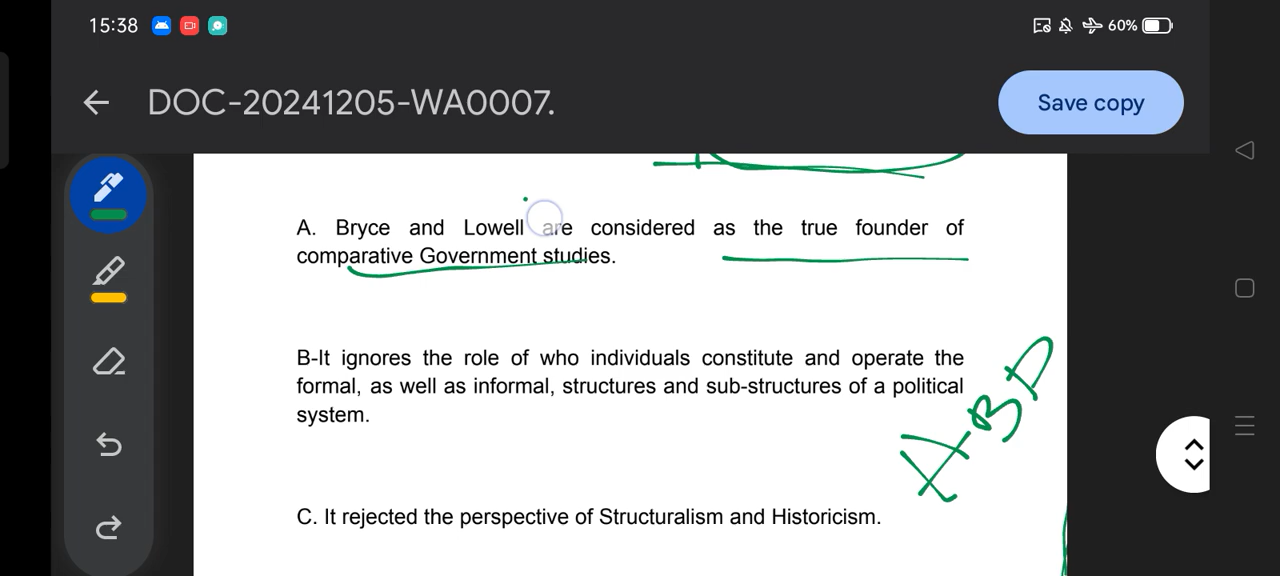 15:38 60%
DOC-20241205-WA0007. Save copy
A. Bryce and Lowell are considered as the true founder of
comparative Government studies.
B-It ignores the role of who individuals constitute and operate the
formal, as well as informal, structures and sub-structures of a political
system.
A-BD
C. It rejected the perspective of Structuralism and Historicism.